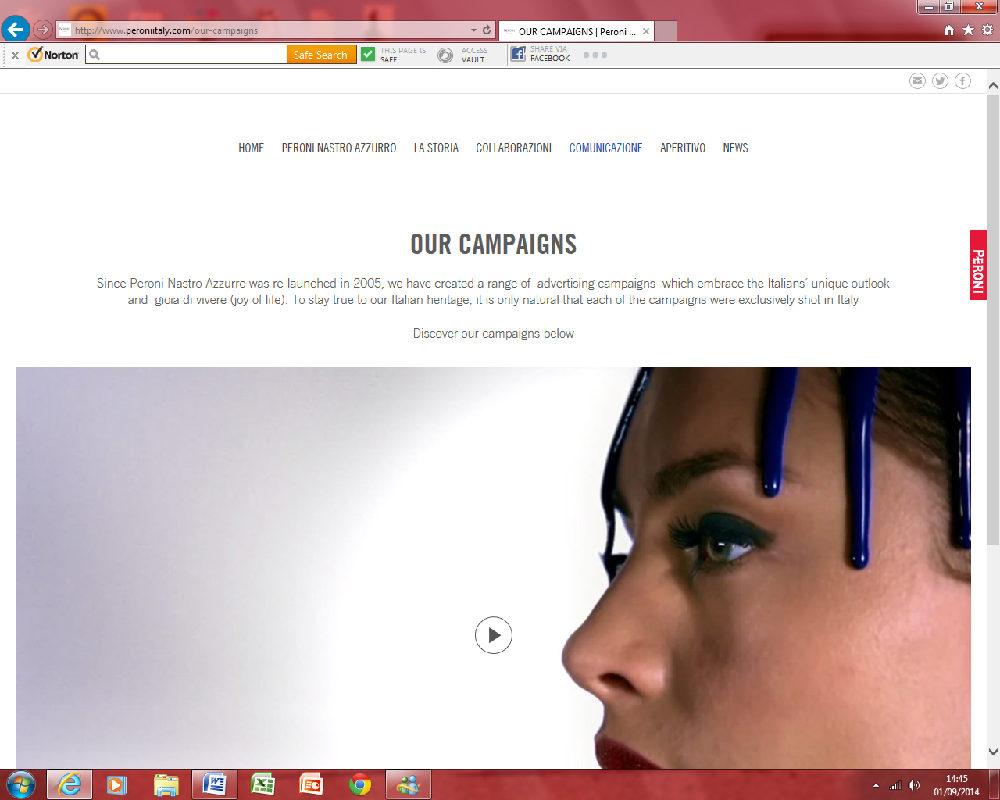 http://www.peroniitaly.com/our-campaigns
OUR CAMPAIGNS | Peroni ...
Norton
Safe Search
THIS PAGE IS SAFE
ACCESS VAULT
SHARE VIA FACEBOOK
HOME PERONI NASTRO AZZURRO LA STORIA COLLABORAZIONI COMUNICAZIONE APERITIVO NEWS
OUR CAMPAIGNS
PERONI
Since Peroni Nastro Azzurro was re-launched in 2005, we have created a range of advertising campaigns which embrace the Italians‘ unique outlook
and gioia di vivere (joy of life). To stay true to our Italian heritage, it is only natural that each of the campaigns were exclusively shot in Italy
Discover our campaigns below
14:45
01/09/2014